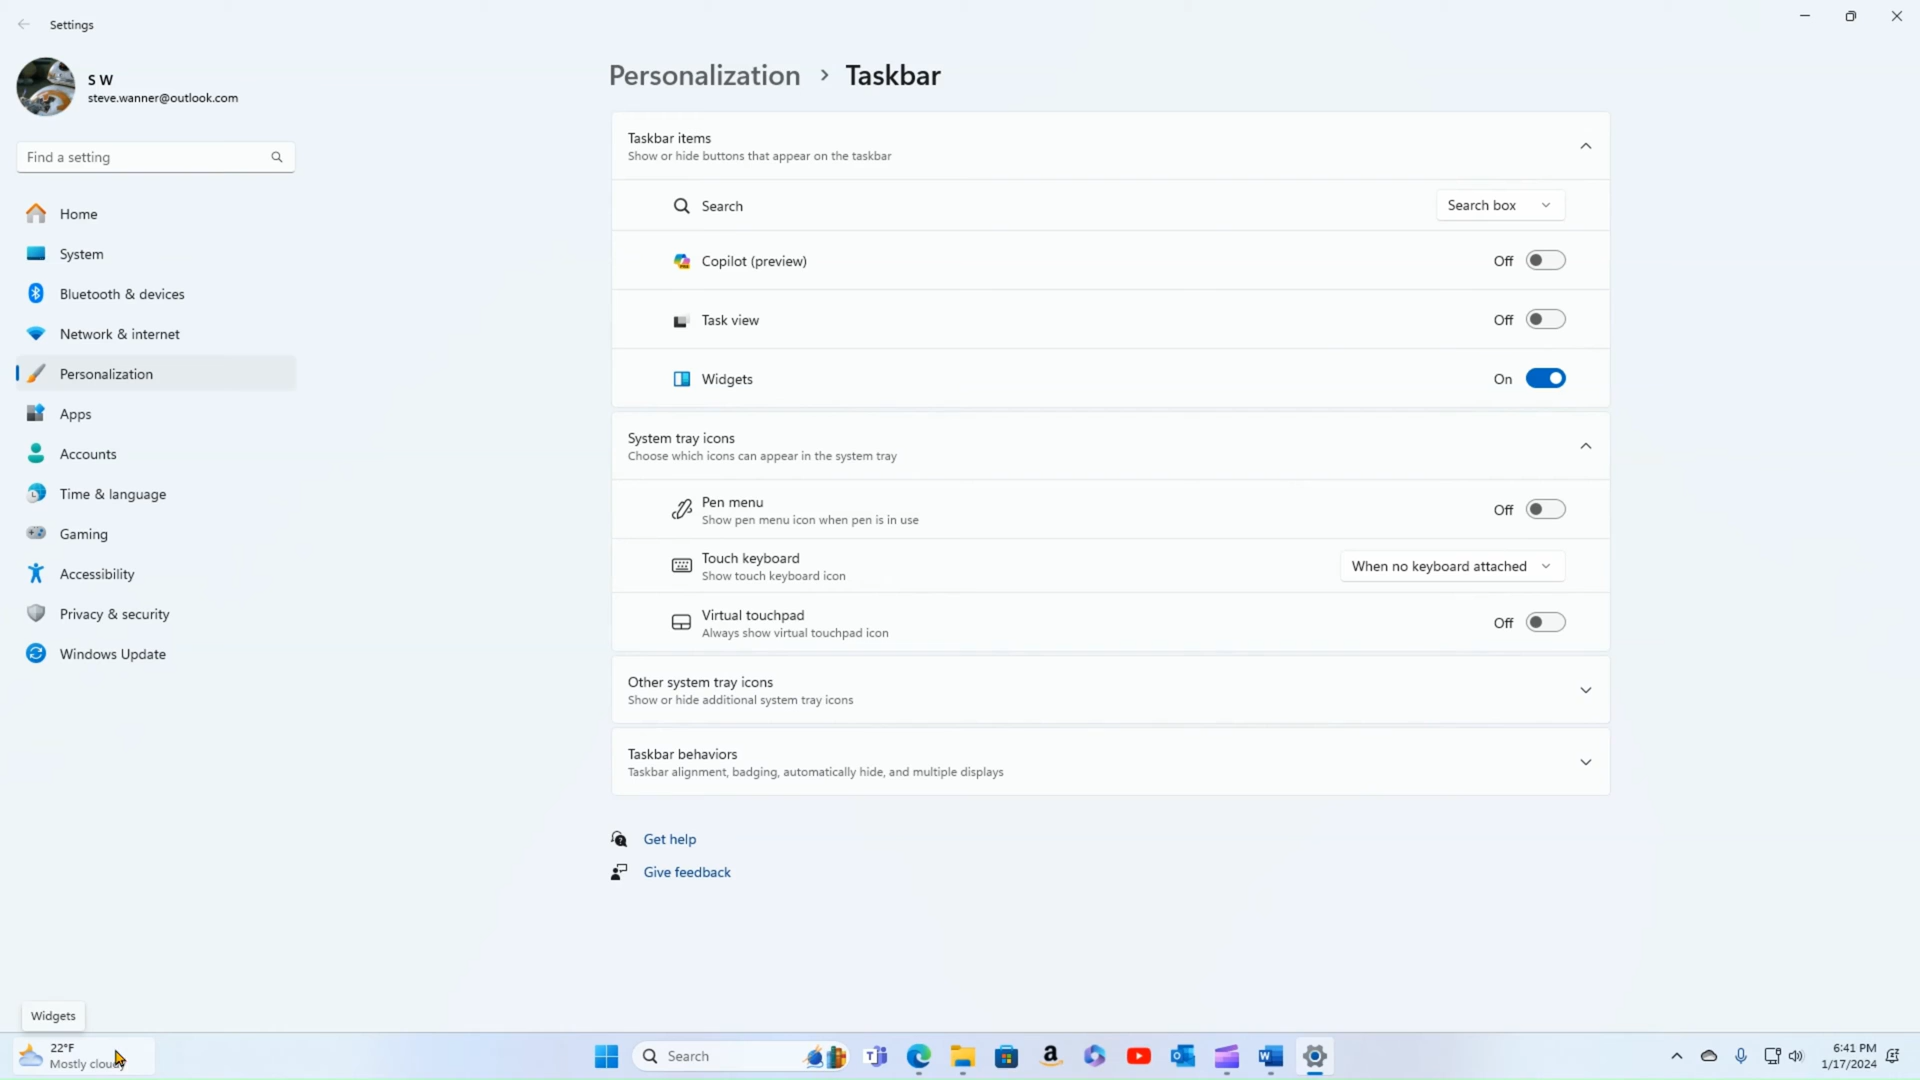 Settings
S W
steve.wanner@outlook.com
Find a setting
Home
System
Bluetooth & devices
Network & internet
Personalization
Apps
Accounts
Time & language
Gaming
Accessibility
Privacy & security
Windows Update
Personalization > Taskbar
Taskbar items
Show or hide buttons that appear on the taskbar
Search
Search box
Copilot (preview)
Off
Task view
Off
Widgets
On
System tray icons
Choose which icons can appear in the system tray
Pen menu
Show pen menu icon when pen is in use
Off
Touch keyboard
Show touch keyboard icon
When no keyboard attached
Virtual touchpad
Always show virtual touchpad icon
Off
Other system tray icons
Show or hide additional system tray icons
Taskbar behaviors
Taskbar alignment, badging, automatically hide, and multiple displays
Get help
Give feedback
Widgets
22°F
Mostly cloudy
Search
6:41 PM
1/17/2024